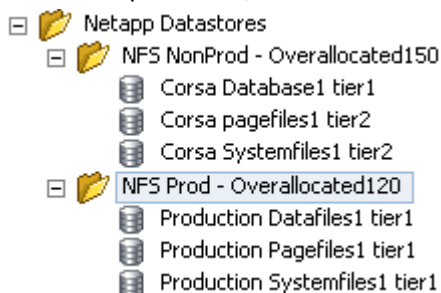 Netapp Datastores
NFS NonProd - Overallocated150
Corsa Database1 tier1
Corsa pagefiles1 tier2
Corsa Systemfiles1 tier2
NFS Prod - Overallocated120
Production Datafiles1 tier1
Production Pagefiles1 tier1
Production Systemfiles1 tier1